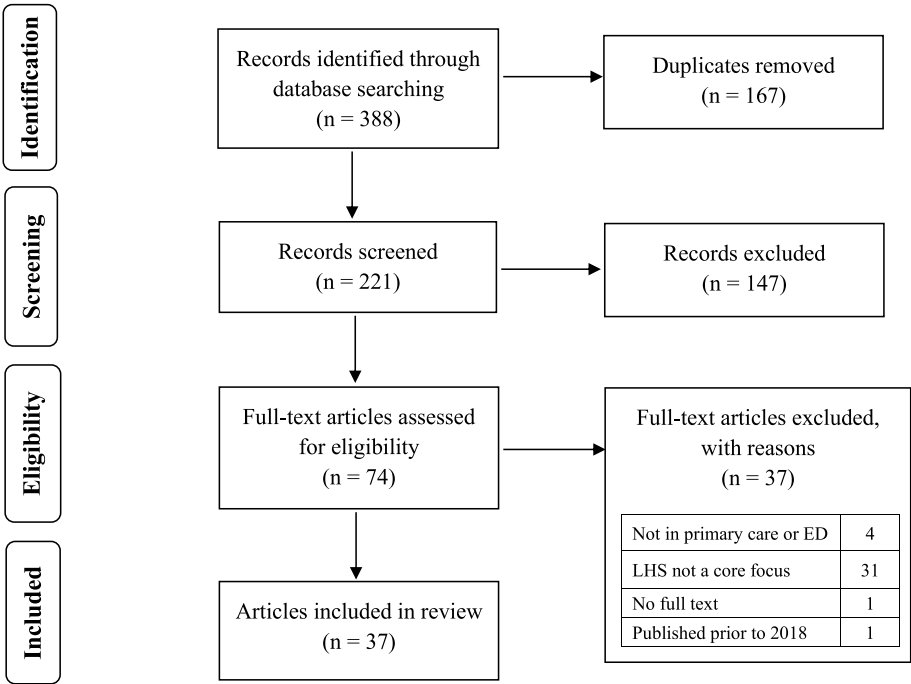 Identification
Records identified through
database searching
(n = 388)
Duplicates removed
(n = 167)
Screening
Records screened
(n = 221)
Records excluded
(n = 147)
Eligibility
Full-text articles assessed
for eligibility
(n = 74)
Full-text articles excluded,
with reasons
(n = 37)
Not in primary care or ED 4
LHS not a core focus 31
No full text 1
Published prior to 2018 1
Included
Articles included in review
(n = 37)